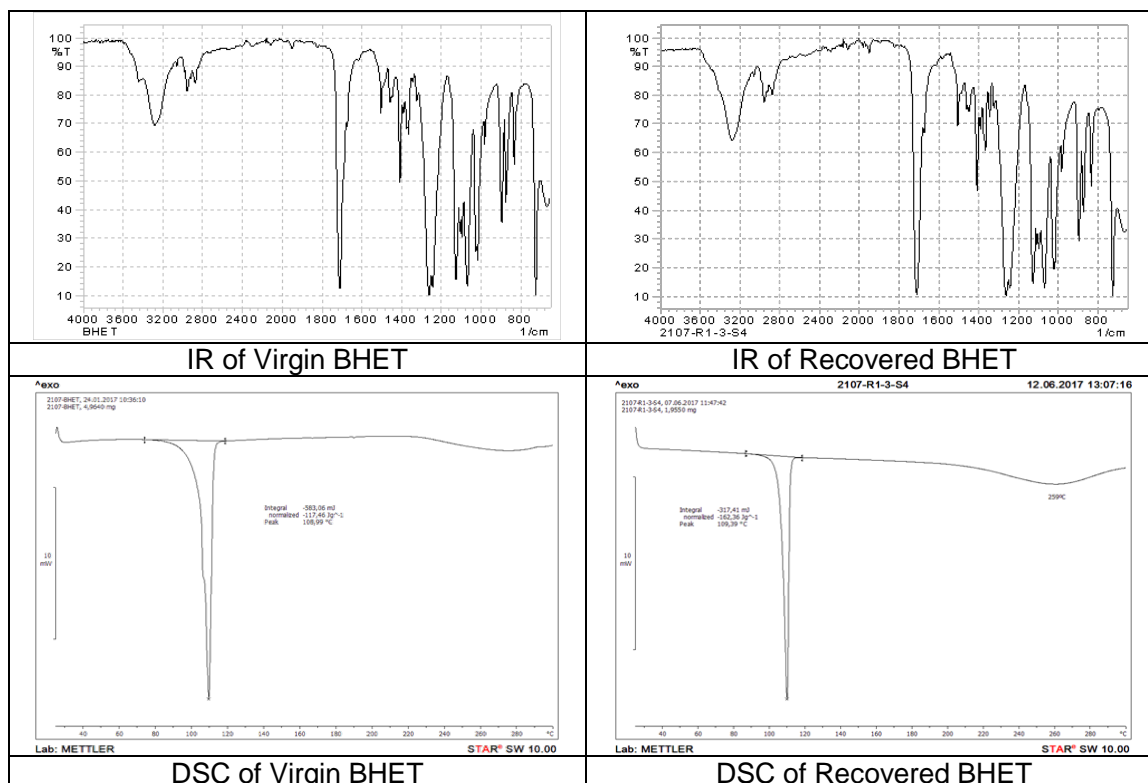 100
%T
90
80
70
60
50
40
30
20
10
4000 3600 3200 2800 2400 2000 1800 1600 1400 1200 1000 800
BHET 1/cm
100
%T
90
80
70
60
50
40
30
20
10
4000 3600 3200 2800 2400 2000 1800 1600 1400 1200 1000 800
2107-R1-3-S4 1/cm
IR of Virgin BHET
IR of Recovered BHET
^exo
2107-BHET, 24.01.2017 10:36:10
2107-BHET, 4,9640 mg
Integral -583,06 mJ
normalized -117,46 Jg^-1
Peak 108,99 °C
10
mW
40 60 80 100 120 140 160 180 200 220 240 260 280 °C
Lab: METTLER STAR® SW 10.00
^exo 2107-R1-3-S4 12.06.2017 13:07:16
2107-R1-3-S4, 07.06.2017 11:47:42
2107-R1-3-S4, 1,9550 mg
Integral -317,41 mJ
normalized -162,36 Jg^-1
Peak 109,39 °C
259ºC
10
mW
40 60 80 100 120 140 160 180 200 220 240 260 280 °C
Lab: METTLER STAR® SW 10.00
DSC of Virgin BHET
DSC of Recovered BHET